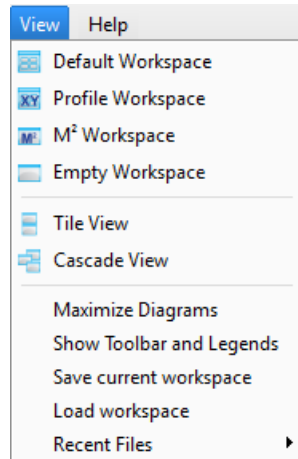 View Help
Default Workspace
XY Profile Workspace
M² M² Workspace
Empty Workspace
Tile View
Cascade View
Maximize Diagrams
Show Toolbar and Legends
Save current workspace
Load workspace
Recent Files